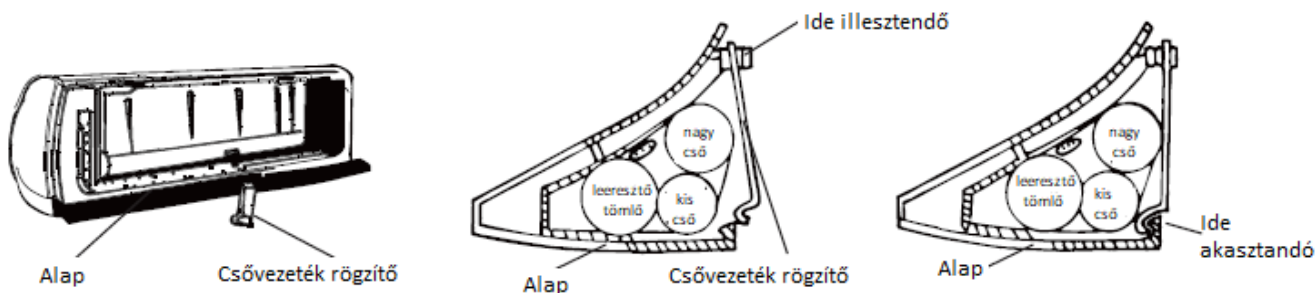 Alap
Csővezeték rögzítő
Ide illesztendő
nagy
cső
leeresztő
tömlő
kis
cső
Alap
Csővezeték rögzítő
nagy
cső
leeresztő
tömlő
kis
cső
Alap
Ide
akasztandó